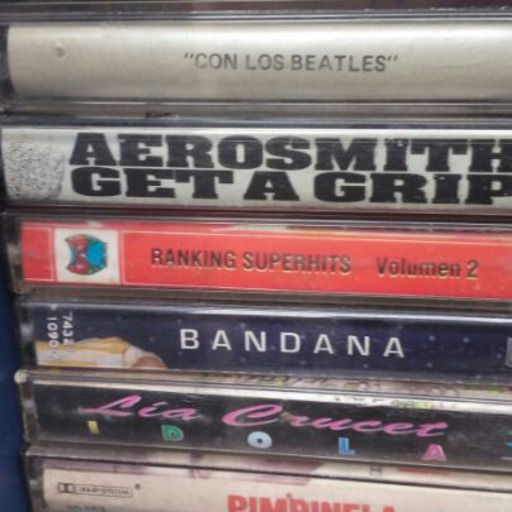 "CON LOS BEATLES"
AEROSMITH
GET A GRIP
RANKING SUPERHITS Volumen 2
BANDANA
Lía Crucet
IDOLA
PIMPINELA